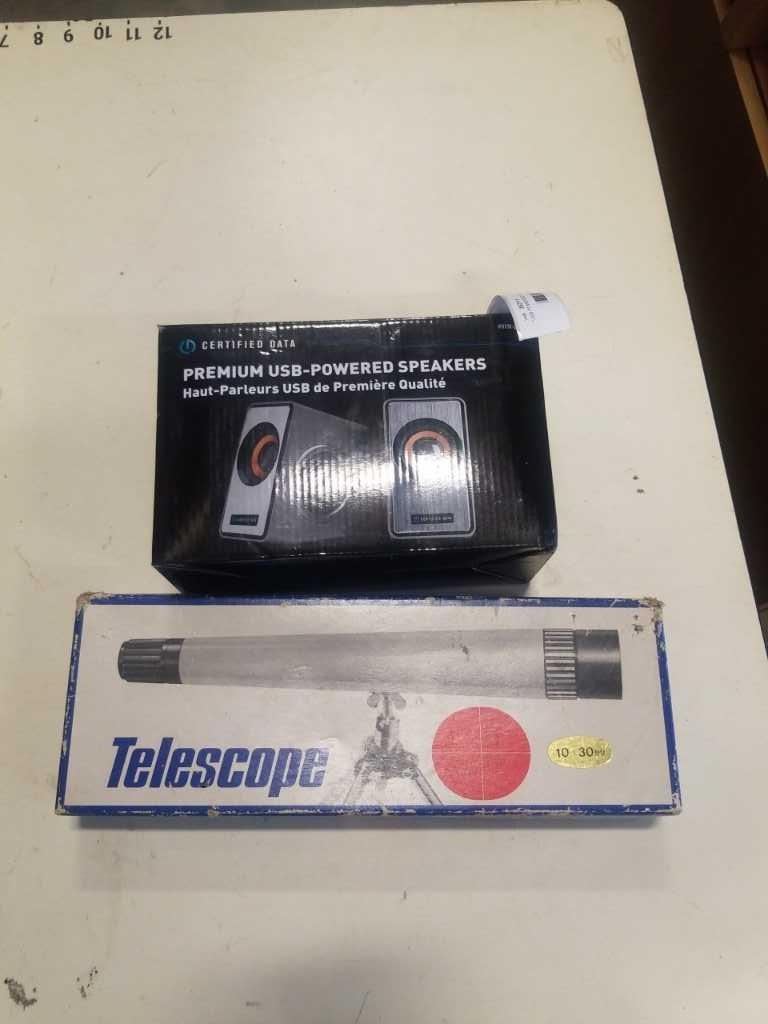 7 8 9 10 11 12
CERTIFIED DATA
PREMIUM USB-POWERED SPEAKERS
Haut-Parleurs USB de Première Qualité
Telescope
10 30